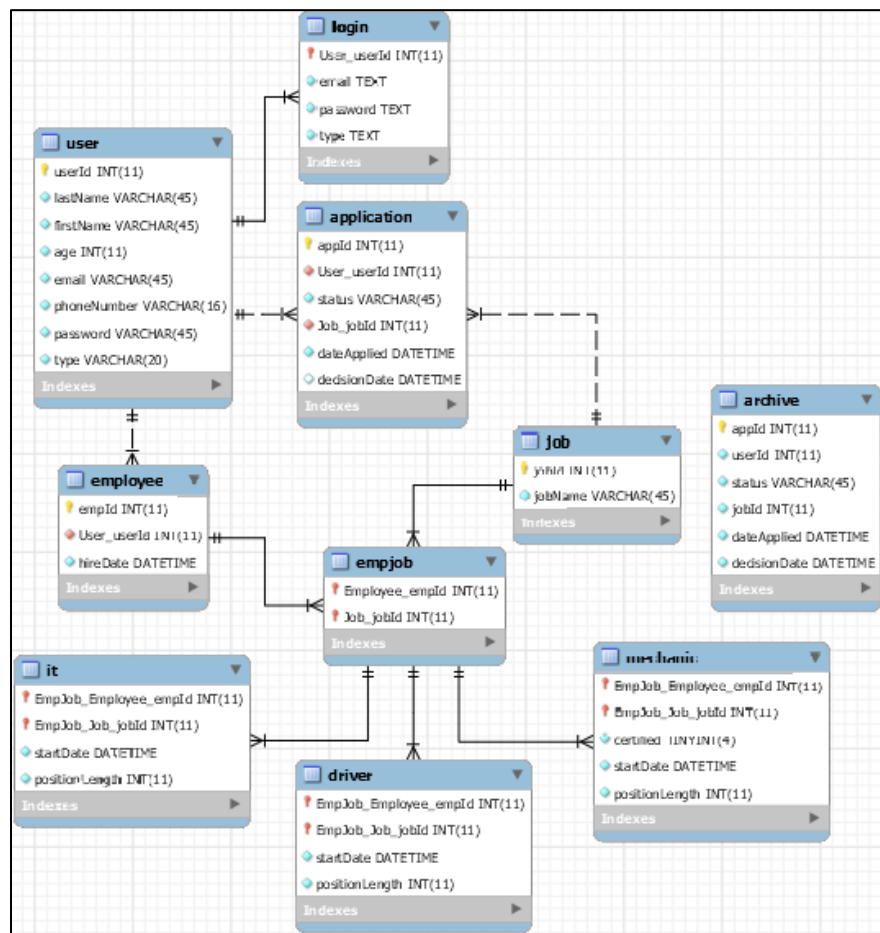 login
User_userId INT(11)
email TEXT
password TEXT
type TEXT
Indexes
user
userId INT(11)
lastName VARCHAR(45)
firstName VARCHAR(45)
age INT(11)
email VARCHAR(45)
phoneNumber VARCHAR(16)
password VARCHAR(45)
type VARCHAR(20)
Indexes
application
appId INT(11)
User_userId INT(11)
status VARCHAR(45)
Job_jobId INT(11)
dateApplied DATETIME
decisionDate DATETIME
Indexes
archive
appId INT(11)
userId INT(11)
status VARCHAR(45)
jobId INT(11)
dateApplied DATETIME
decisionDate DATETIME
Indexes
job
jobId INT(11)
jobName VARCHAR(45)
Indexes
employee
empId INT(11)
User_userId INT(11)
hireDate DATETIME
Indexes
empjob
Employee_empId INT(11)
Job_jobId INT(11)
Indexes
it
EmpJob_Employee_empId INT(11)
EmpJob_Job_jobId INT(11)
startDate DATETIME
positionLength INT(11)
Indexes
mechanic
EmpJob_Employee_empId INT(11)
EmpJob_Job_jobId INT(11)
certified TINYINT(4)
startDate DATETIME
positionLength INT(11)
Indexes
driver
EmpJob_Employee_empId INT(11)
EmpJob_Job_jobId INT(11)
startDate DATETIME
positionLength INT(11)
Indexes